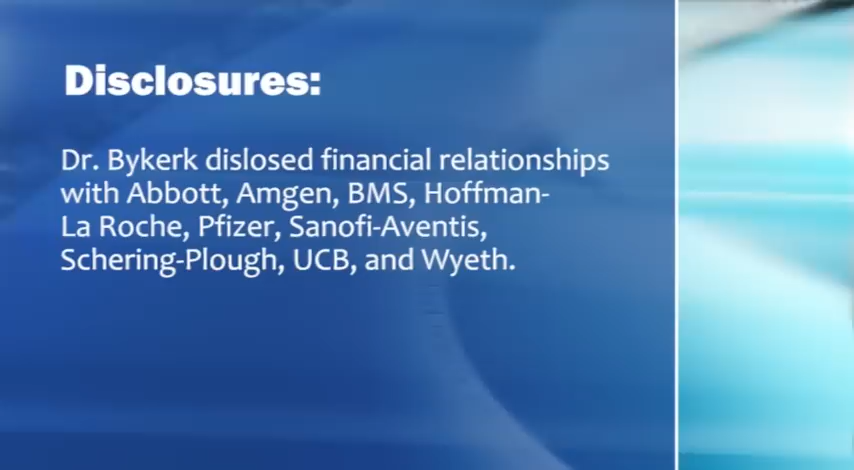 Disclosures:
Dr. Bykerk dislosed financial relationships
with Abbott, Amgen, BMS, Hoffman-
La Roche, Pfizer, Sanofi-Aventis,
Schering-Plough, UCB, and Wyeth.